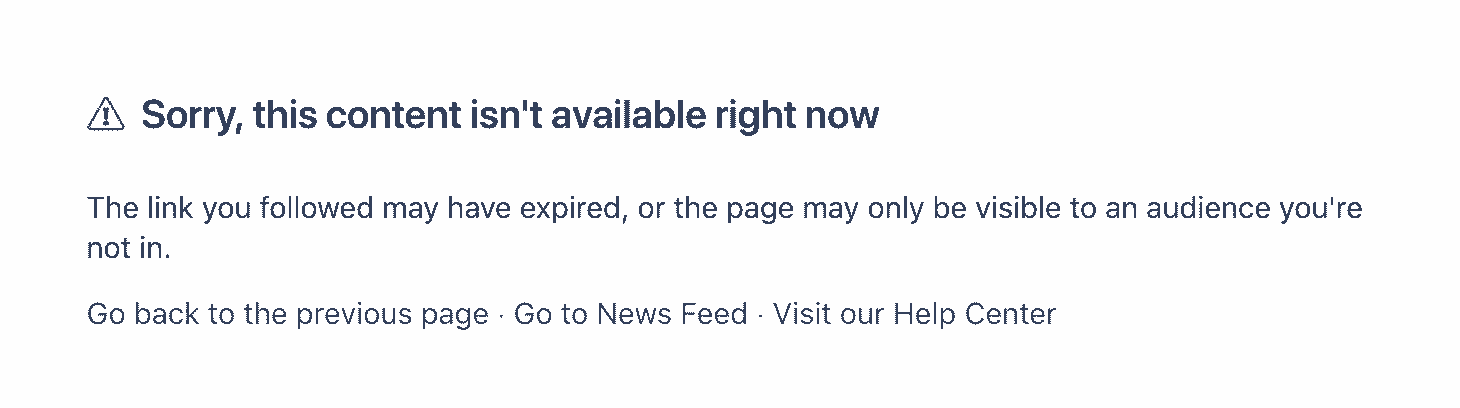 Sorry, this content isn't available right now
The link you followed may have expired, or the page may only be visible to an audience you're
not in.
Go back to the previous page · Go to News Feed · Visit our Help Center